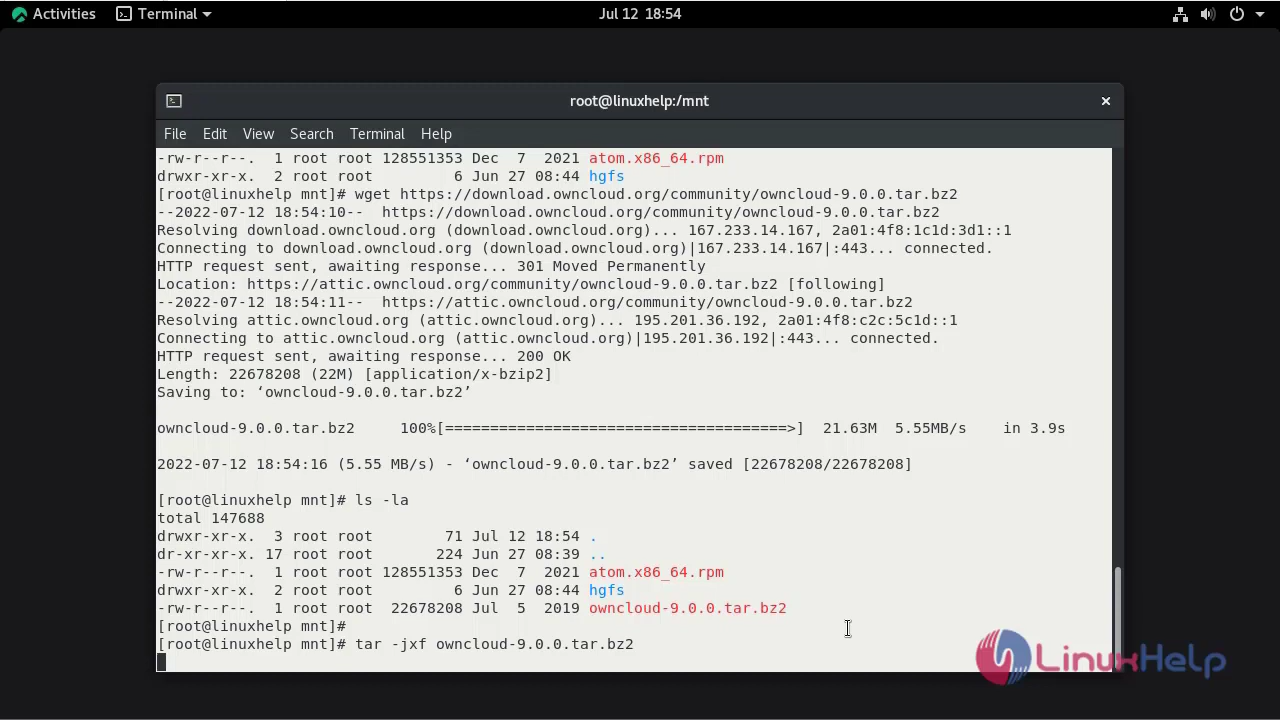 Activities Terminal Jul 12 18:54
root@linuxhelp:/mnt
File Edit View Search Terminal Help
-rw-r--r--. 1 root root 128551353 Dec 7 2021 atom.x86_64.rpm
drwxr-xr-x. 2 root root 6 Jun 27 08:44 hgfs
[root@linuxhelp mnt]# wget https://download.owncloud.org/community/owncloud-9.0.0.tar.bz2
--2022-07-12 18:54:10-- https://download.owncloud.org/community/owncloud-9.0.0.tar.bz2
Resolving download.owncloud.org (download.owncloud.org)... 167.233.14.167, 2a01:4f8:1c1d:3d1::1
Connecting to download.owncloud.org (download.owncloud.org)|167.233.14.167|:443... connected.
HTTP request sent, awaiting response... 301 Moved Permanently
Location: https://attic.owncloud.org/community/owncloud-9.0.0.tar.bz2 [following]
--2022-07-12 18:54:11-- https://attic.owncloud.org/community/owncloud-9.0.0.tar.bz2
Resolving attic.owncloud.org (attic.owncloud.org)... 195.201.36.192, 2a01:4f8:c2c:5c1d::1
Connecting to attic.owncloud.org (attic.owncloud.org)|195.201.36.192|:443... connected.
HTTP request sent, awaiting response... 200 OK
Length: 22678208 (22M) [application/x-bzip2]
Saving to: ‘owncloud-9.0.0.tar.bz2’
owncloud-9.0.0.tar.bz2 100%[======================================>] 21.63M 5.55MB/s in 3.9s
2022-07-12 18:54:16 (5.55 MB/s) - ‘owncloud-9.0.0.tar.bz2’ saved [22678208/22678208]
[root@linuxhelp mnt]# ls -la
total 147688
drwxr-xr-x. 3 root root 71 Jul 12 18:54 .
dr-xr-xr-x. 17 root root 224 Jun 27 08:39 ..
-rw-r--r--. 1 root root 128551353 Dec 7 2021 atom.x86_64.rpm
drwxr-xr-x. 2 root root 6 Jun 27 08:44 hgfs
-rw-r--r--. 1 root root 22678208 Jul 5 2019 owncloud-9.0.0.tar.bz2
[root@linuxhelp mnt]#
[root@linuxhelp mnt]# tar -jxf owncloud-9.0.0.tar.bz2
LinuxHelp